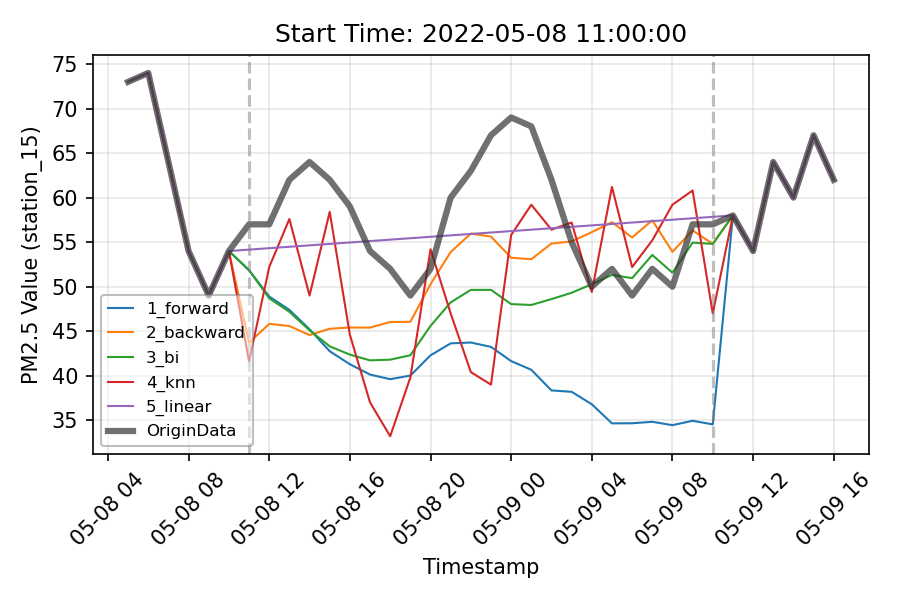 Start Time: 2022-05-08 11:00:00
PM2.5 Value (station_15)
75
70
65
60
55
50
45
40
35
1_forward
2_backward
3_bi
4_knn
5_linear
OriginData
05-08 04
05-08 08
05-08 12
05-08 16
05-08 20
05-09 00
05-09 04
05-09 08
05-09 12
05-09 16
Timestamp